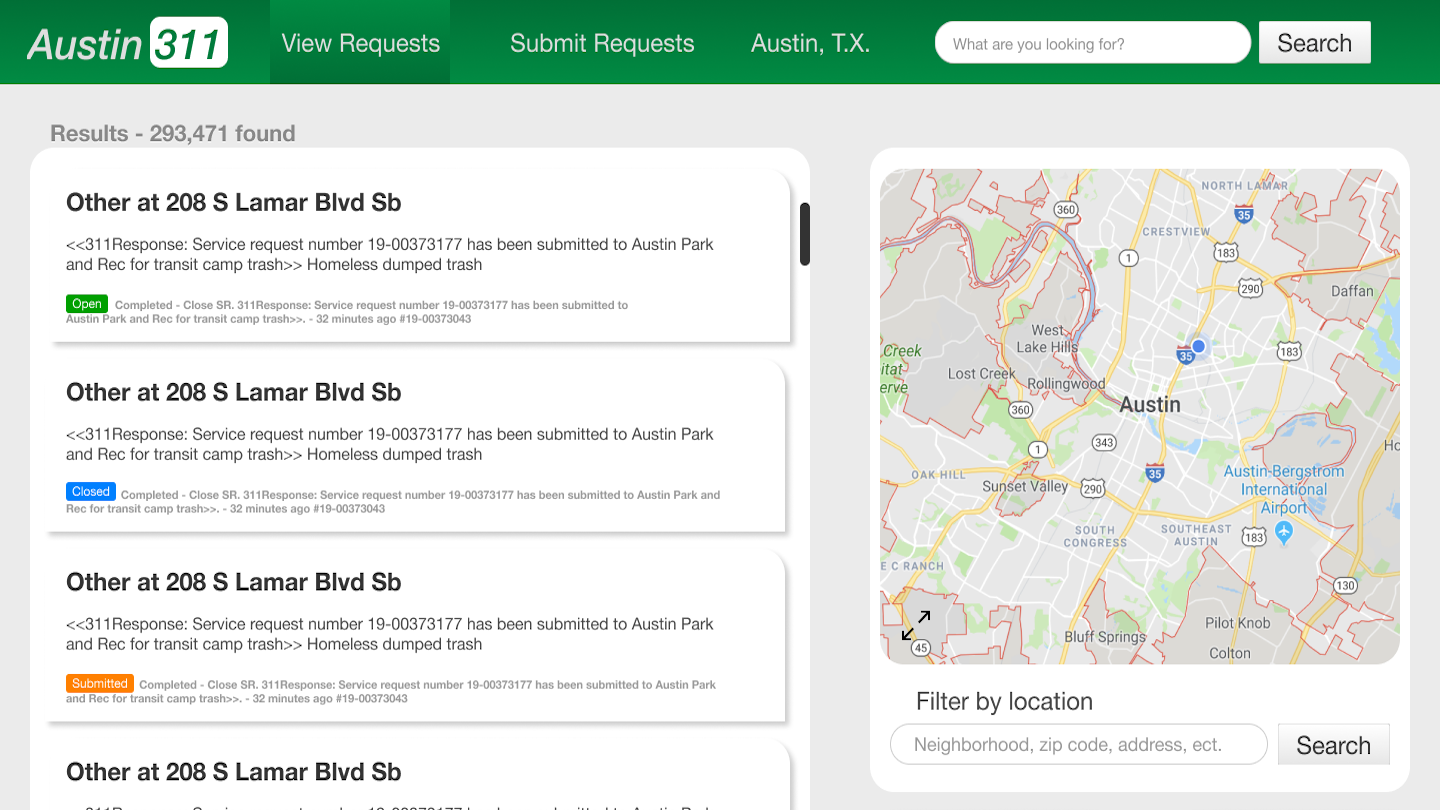 Austin 311
View Requests
Submit Requests
Austin, T.X.
What are you looking for?
Search
Results - 293,471 found
Other at 208 S Lamar Blvd Sb
<<311Response: Service request number 19-00373177 has been submitted to Austin Park
and Rec for transit camp trash>> Homeless dumped trash
Open Completed - Close SR. 311Response: Service request number 19-00373177 has been submitted to
Austin Park and Rec for transit camp trash>>. - 32 minutes ago #19-00373043
Other at 208 S Lamar Blvd Sb
<<311Response: Service request number 19-00373177 has been submitted to Austin Park
and Rec for transit camp trash>> Homeless dumped trash
Closed Completed - Close SR. 311Response: Service request number 19-00373177 has been submitted to Austin Park and
Rec for transit camp trash>>. - 32 minutes ago #19-00373043
Other at 208 S Lamar Blvd Sb
<<311Response: Service request number 19-00373177 has been submitted to Austin Park
and Rec for transit camp trash>> Homeless dumped trash
Submitted Completed - Close SR. 311Response: Service request number 19-00373177 has been submitted to Austin Park
and Rec for transit camp trash>>. - 32 minutes ago #19-00373043
Other at 208 S Lamar Blvd Sb
NORTH LAMAR
360
35
CRESTVIEW
183
1
290
Daffan
West
Lake Hills
35
183
Creek
itat
erve
Lost Creek
Rollingwood
Austin
360
343
1
Ho
OAK HILL
35
Austin-Bergstrom
International
Airport
Sunset Valley
290
SOUTH
CONGRESS
SOUTHEAST
AUSTIN
183
E C RANCH
130
Pilot Knob
Bluff Springs
45
Colton
Filter by location
Neighborhood, zip code, address, ect.
Search